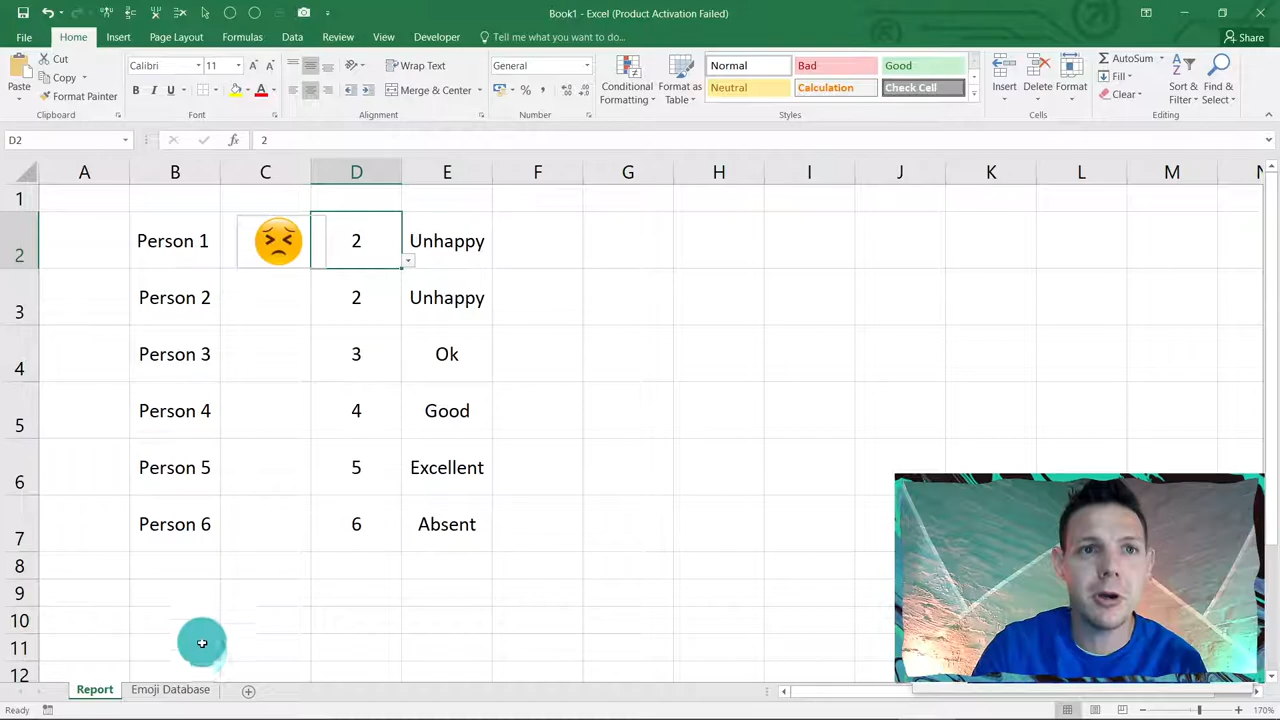 Book1 - Excel (Product Activation Failed)
File Home Insert Page Layout Formulas Data Review View Developer Tell me what you want to do... Share
Paste Cut Copy Format Painter
Clipboard
Calibri 11
B I U
Font
Wrap Text
Merge & Center
Alignment
General
% ,
Number
Conditional Formatting
Format as Table
Normal Bad Good
Neutral Calculation Check Cell
Styles
Insert Delete Format
Cells
AutoSum
Fill
Clear
Sort & Filter
Find & Select
Editing
D2 fx 2
A B C D E F G H I J K L M N
1
2 Person 1 2 Unhappy
3 Person 2 2 Unhappy
4 Person 3 3 Ok
5 Person 4 4 Good
6 Person 5 5 Excellent
7 Person 6 6 Absent
8
9
10
11
12
Report Emoji Database
Ready 170%